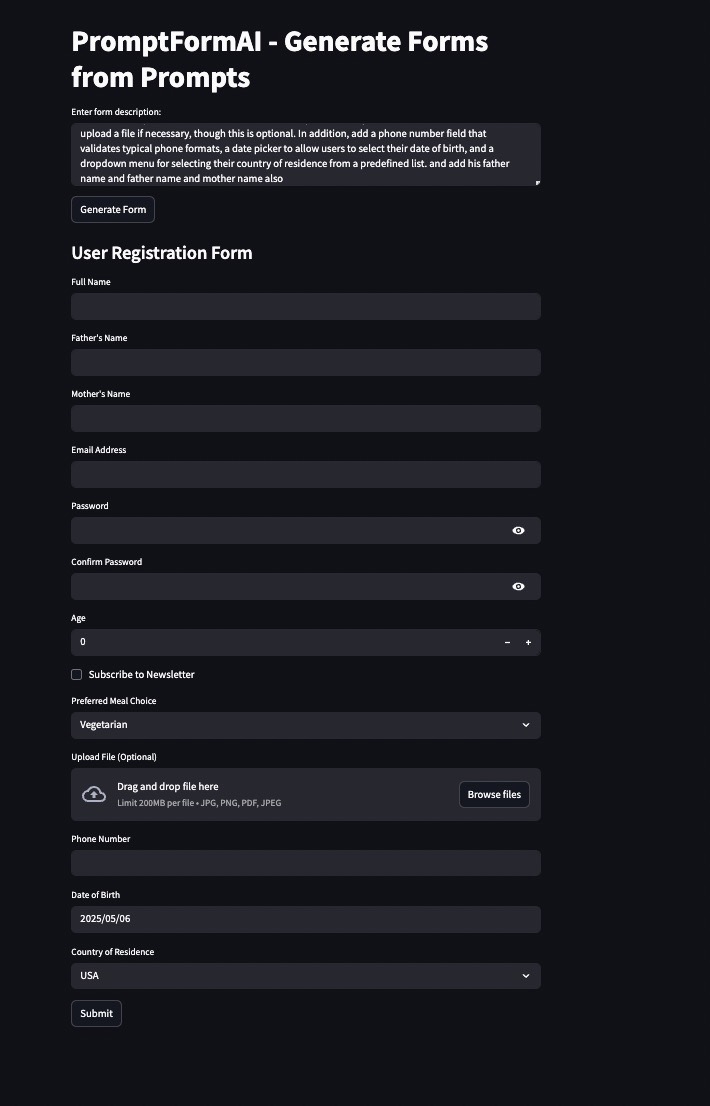 PromptFormAI - Generate Forms
from Prompts
Enter form description:
upload a file if necessary, though this is optional. In addition, add a phone number field that
validates typical phone formats, a date picker to allow users to select their date of birth, and a
dropdown menu for selecting their country of residence from a predefined list. and add his father
name and father name and mother name also
Generate Form
User Registration Form
Full Name
Father's Name
Mother's Name
Email Address
Password
Confirm Password
Age
0
Subscribe to Newsletter
Preferred Meal Choice
Vegetarian
Upload File (Optional)
Drag and drop file here
Limit 200MB per file • JPG, PNG, PDF, JPEG
Browse files
Phone Number
Date of Birth
2025/05/06
Country of Residence
USA
Submit